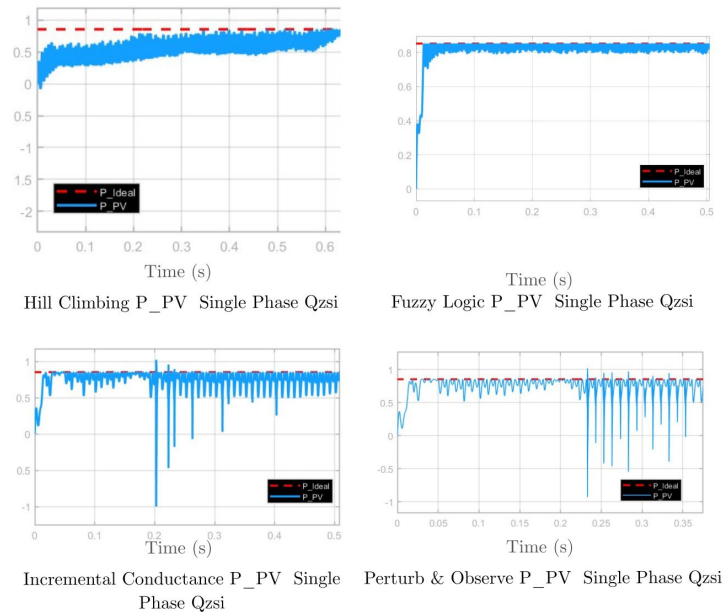 1
0.5
0
0.5
-1
1.5
-2
P_Ideal
P_PV
0
0.1
0.2
0.3
0.4
0.5
0.6
Time (s)
Hill Climbing P_PV Single Phase Qzsi
0.8
0.6
0.4
0.2
0
P_Ideal
P_PV
0
0.1
0.2
0.3
0.4
0.5
Time (s)
Fuzzy Logic P_PV Single Phase Qzsi
1
0.5
0
0.5
-1
P_Ideal
P_PV
0
0.1
0.2
0.3
0.4
0.5
Time (s)
Incremental Conductance P_PV Single
Phase Qzsi
1
0.5
0
-0.5
-1
P_Ideal
P_PV
0
0.05
0.1
0.15
0.2
0.25
0.3
0.35
Time (s)
Perturb & Observe P_PV Single Phase Qzsi